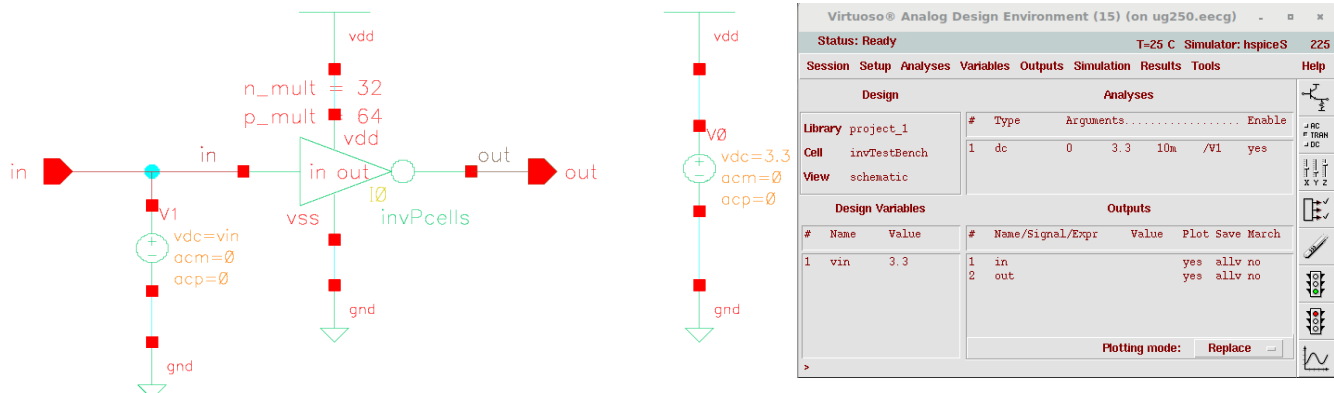 vdd
n_mult = 32
p_mult = 64
vdd
in
in
in out
out
out
I0
vss
invPcells
V1
vdc=vin
acm=0
acp=0
gnd
gnd
vdd
V0
vdc=3.3
acm=0
acp=0
gnd
Virtuoso® Analog Design Environment (15) (on ug250.eecg)
Status: Ready
T=25 C Simulator: hspiceS 225
Session Setup Analyses Variables Outputs Simulation Results Tools Help
Design
Library project_1
Cell invTestBench
View schematic
Analyses
# Type Arguments.................. Enable
1 dc 0 3.3 10m /V1 yes
Design Variables
# Name Value
1 vin 3.3
Outputs
# Name/Signal/Expr Value Plot Save March
1 in yes allv no
2 out yes allv no
Plotting mode: Replace
>
AC
TRAN
DC
X Y Z